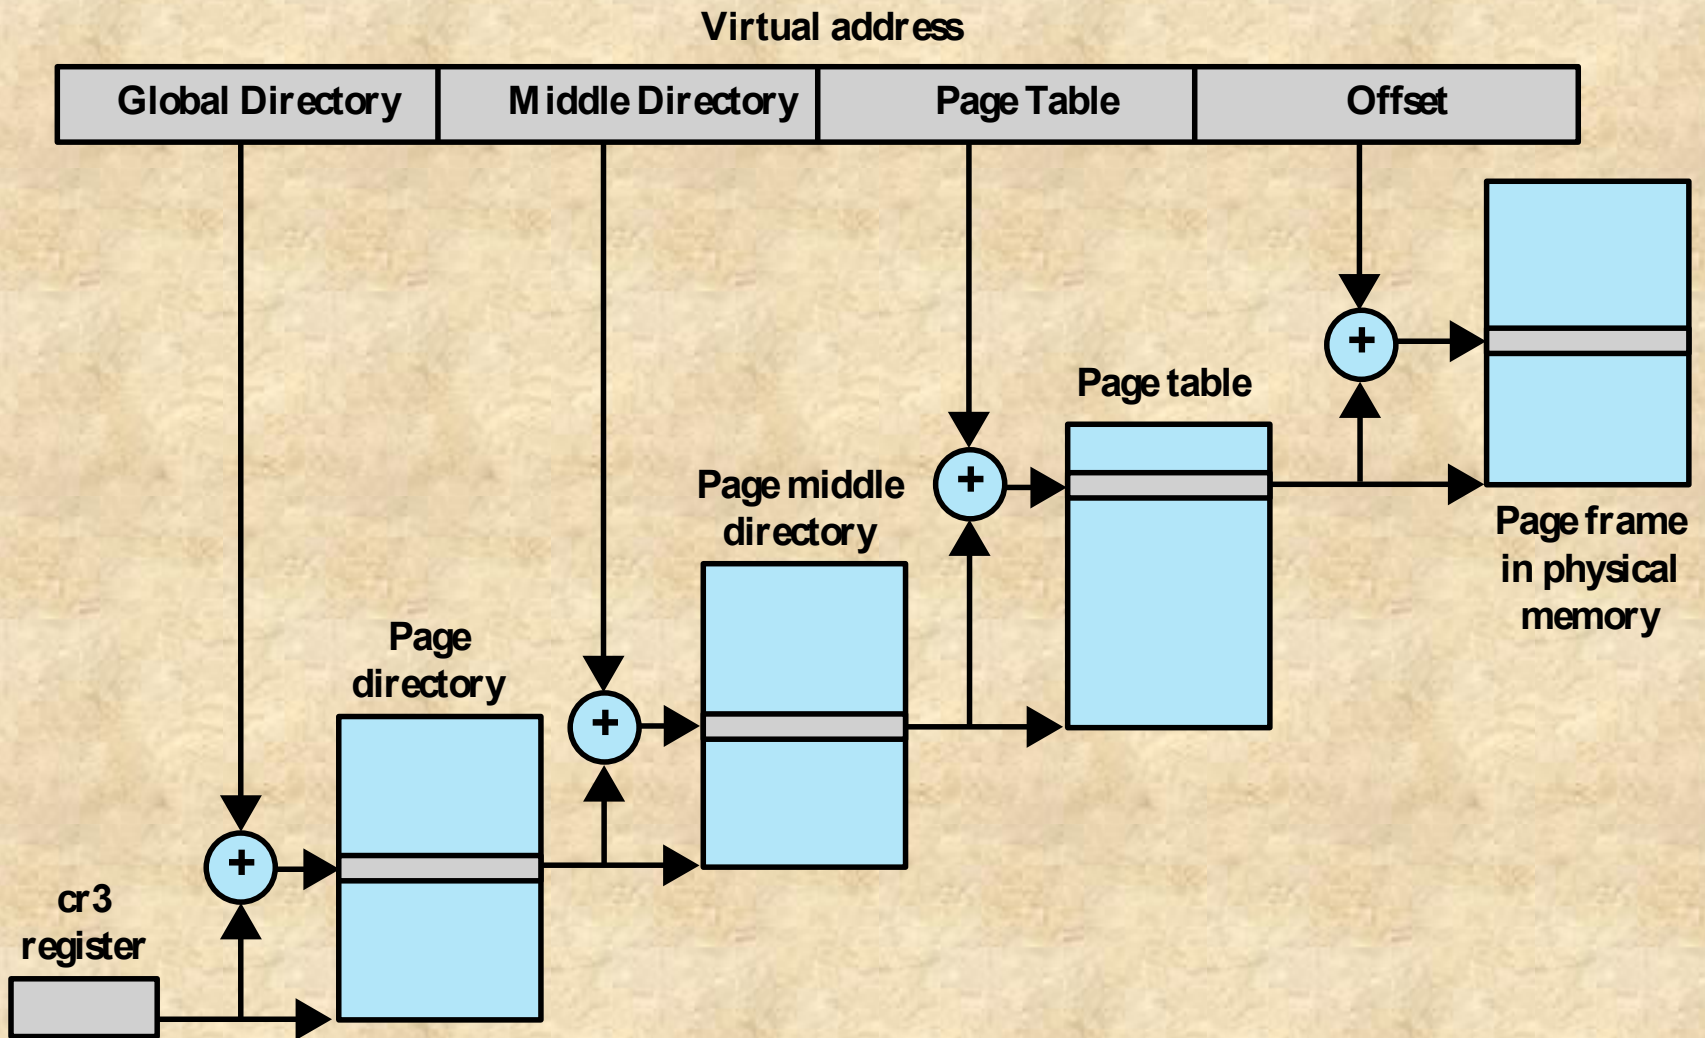 Virtual address
Global Directory
Middle Directory
Page Table
Offset
+
Page table
+
Page middle
directory
Page frame
in physical
memory
Page
directory
+
+
cr3
register